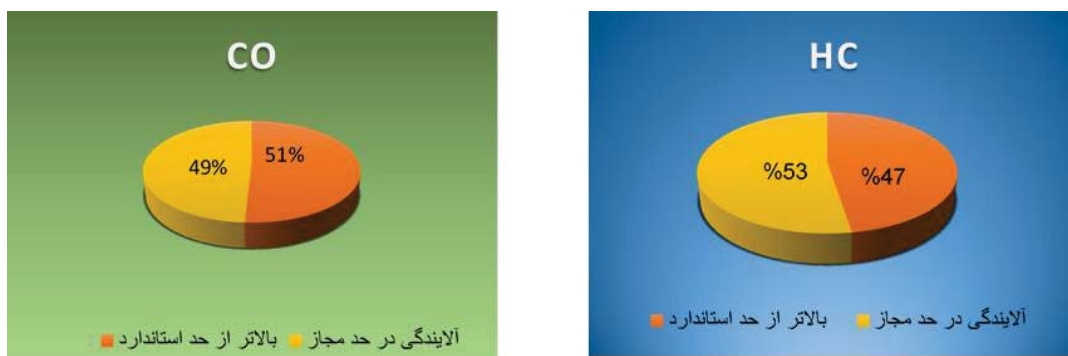 CO
49%
51%
آلایندگی در حد مجاز بالاتر از حد استاندارد
HC
%53
%47
آلایندگی در حد مجاز بالاتر از حد استاندارد